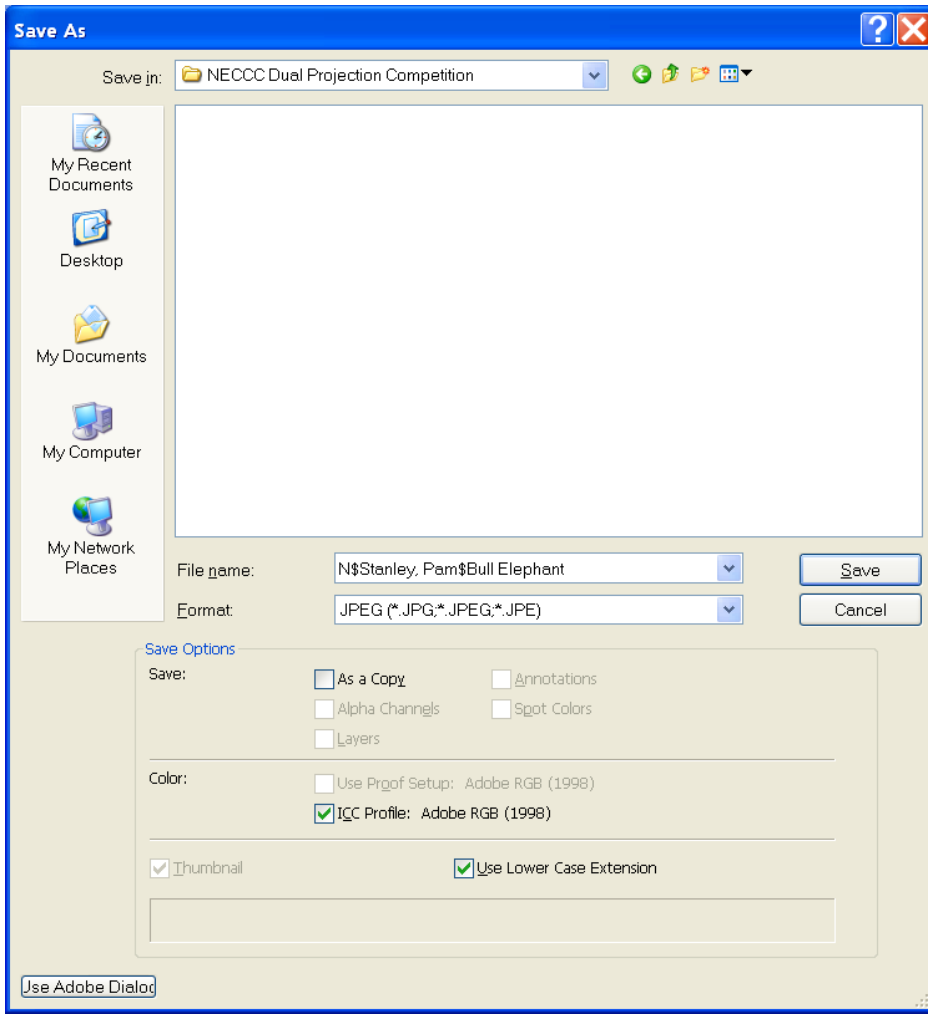 Save As
Save in: NECCC Dual Projection Competition
My Recent
Documents
Desktop
My Documents
My Computer
My Network
Places
File name: N$Stanley, Pam$Bull Elephant Save
Format: JPEG (*.JPG;*.JPEG;*.JPE) Cancel
Save Options
Save: As a Copy Annotations
Alpha Channels Spot Colors
Layers
Color: Use Proof Setup: Adobe RGB (1998)
ICC Profile: Adobe RGB (1998)
Thumbnail Use Lower Case Extension
Use Adobe Dialog